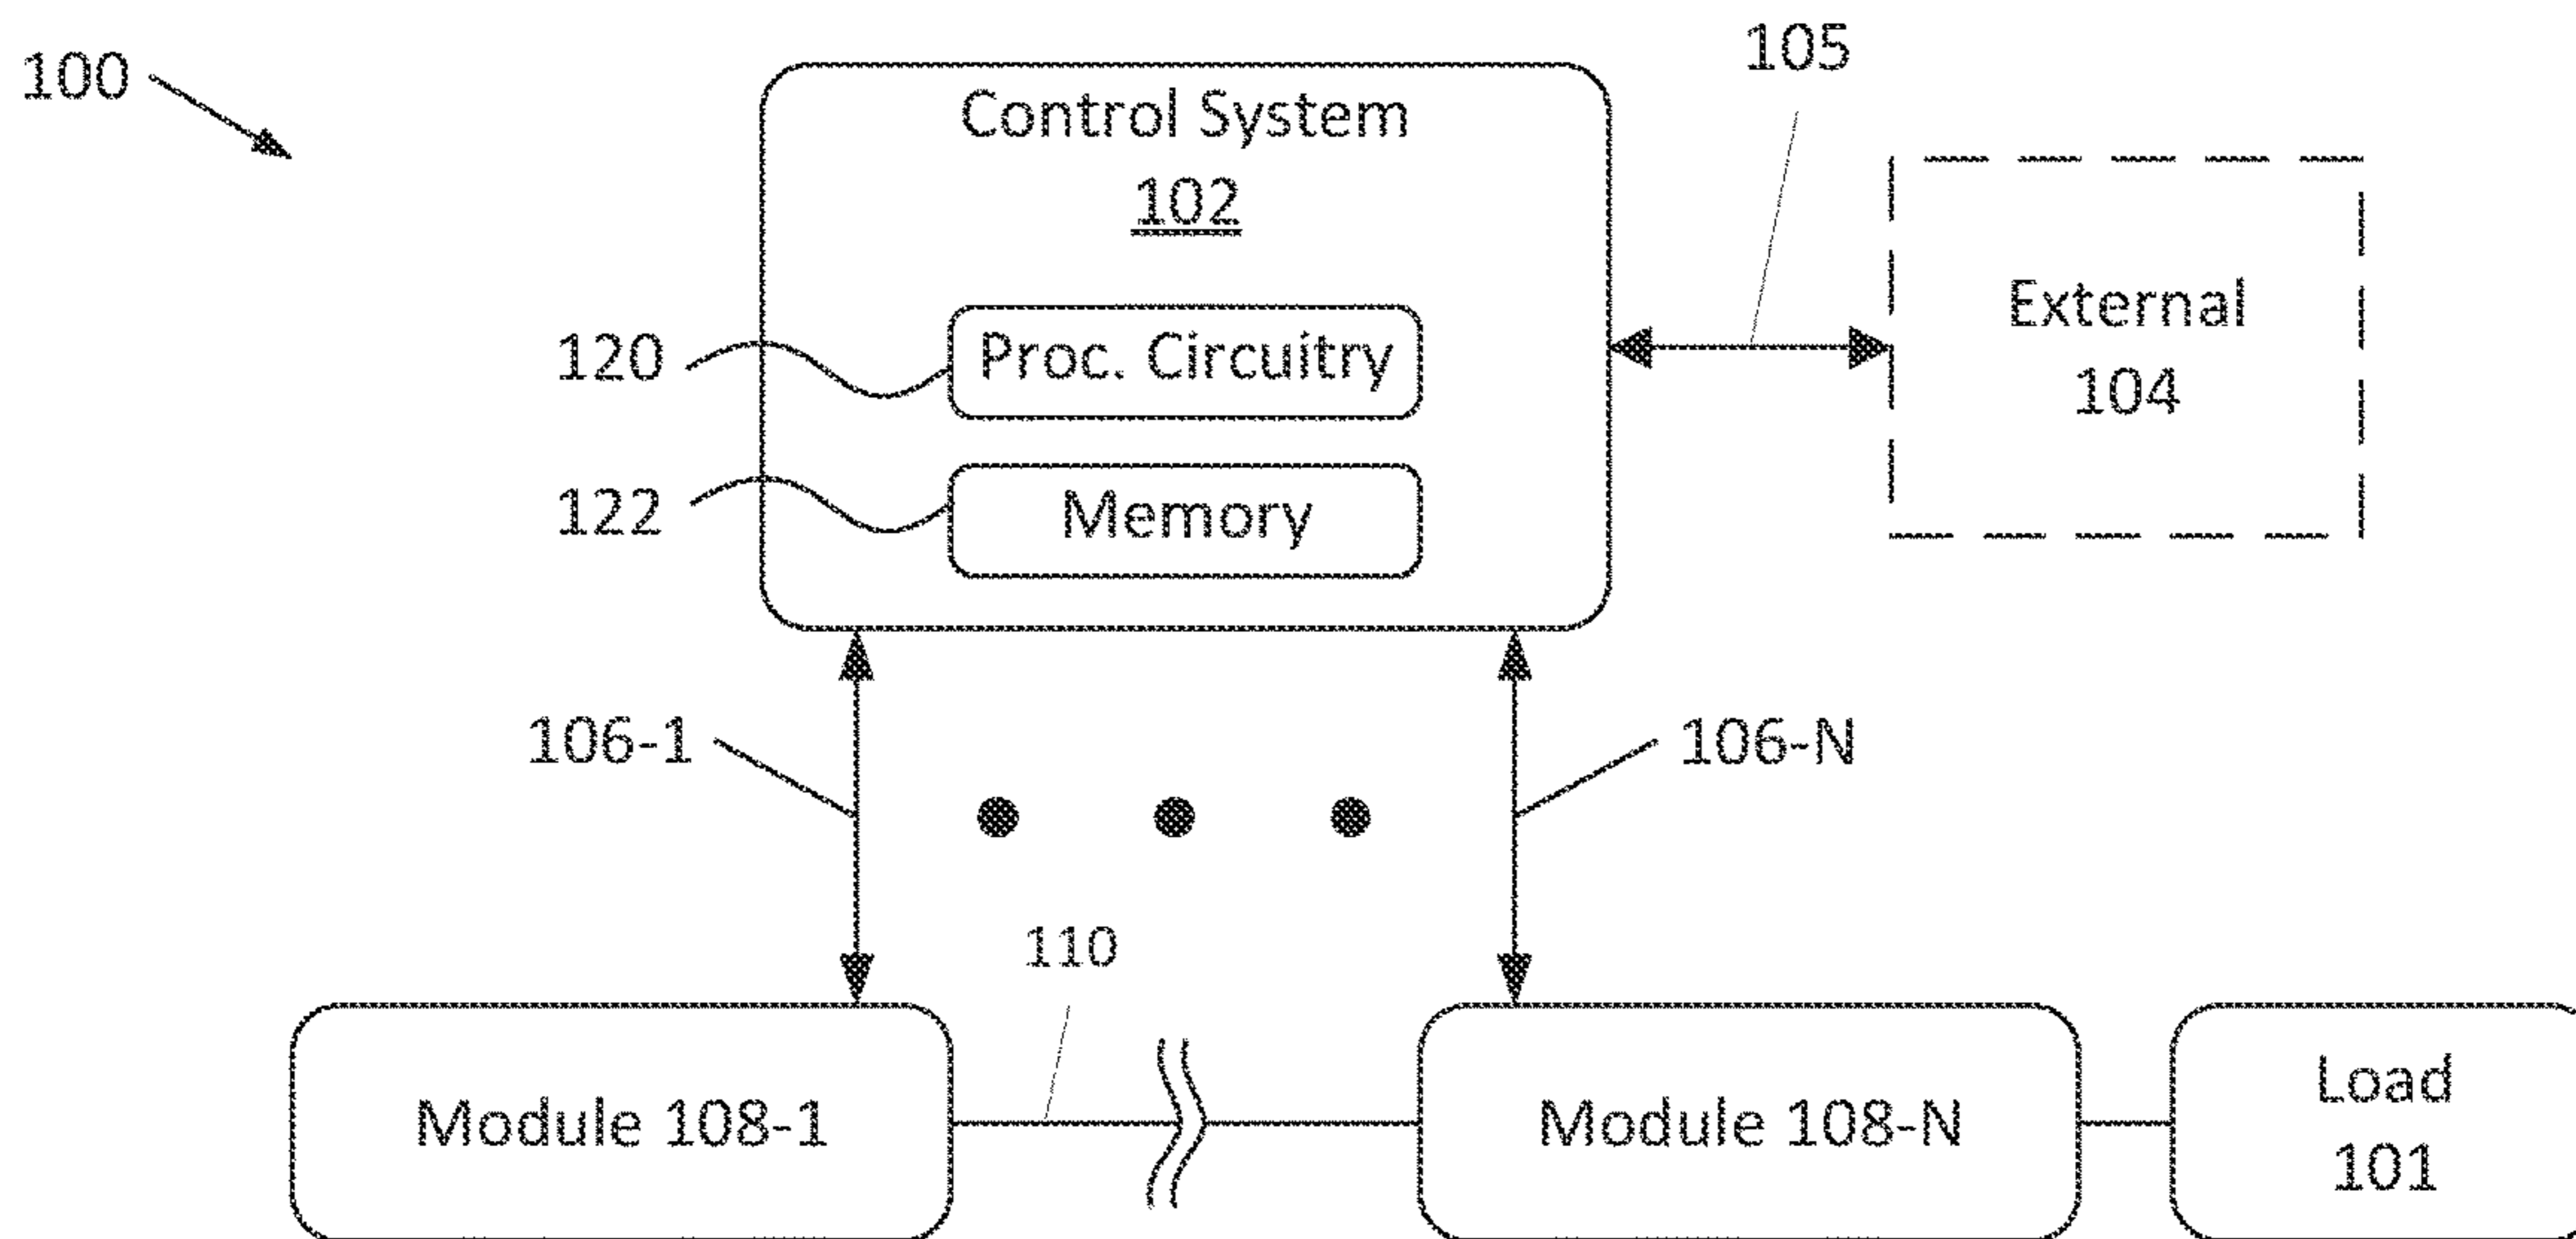 100
105
Control System
102
120
Proc. Circuitry
External
104
122
Memory
106-1
106-N
110
Module 108-1
Module 108-N
Load
101